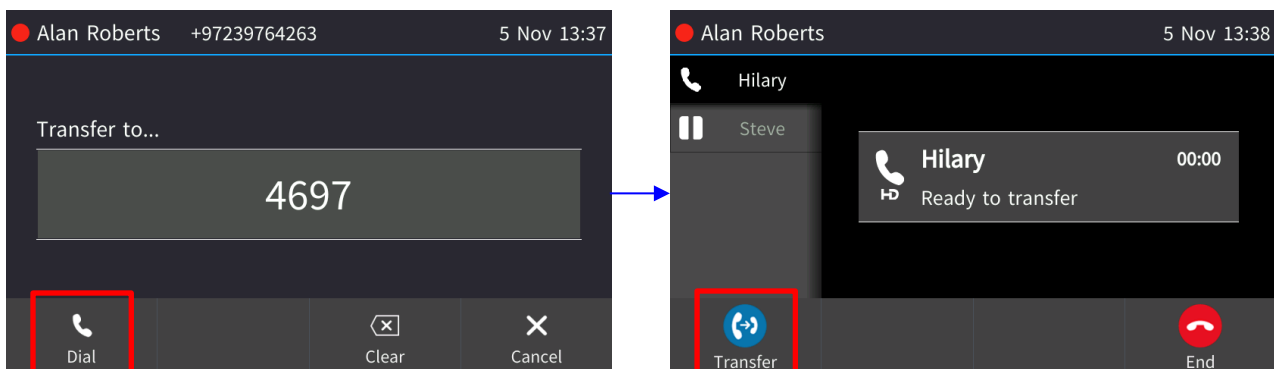 Alan Roberts +97239764263 5 Nov 13:37
Transfer to...
4697
Dial Clear Cancel
Alan Roberts 5 Nov 13:38
Hilary
Steve
Hilary 00:00
HD Ready to transfer
Transfer End